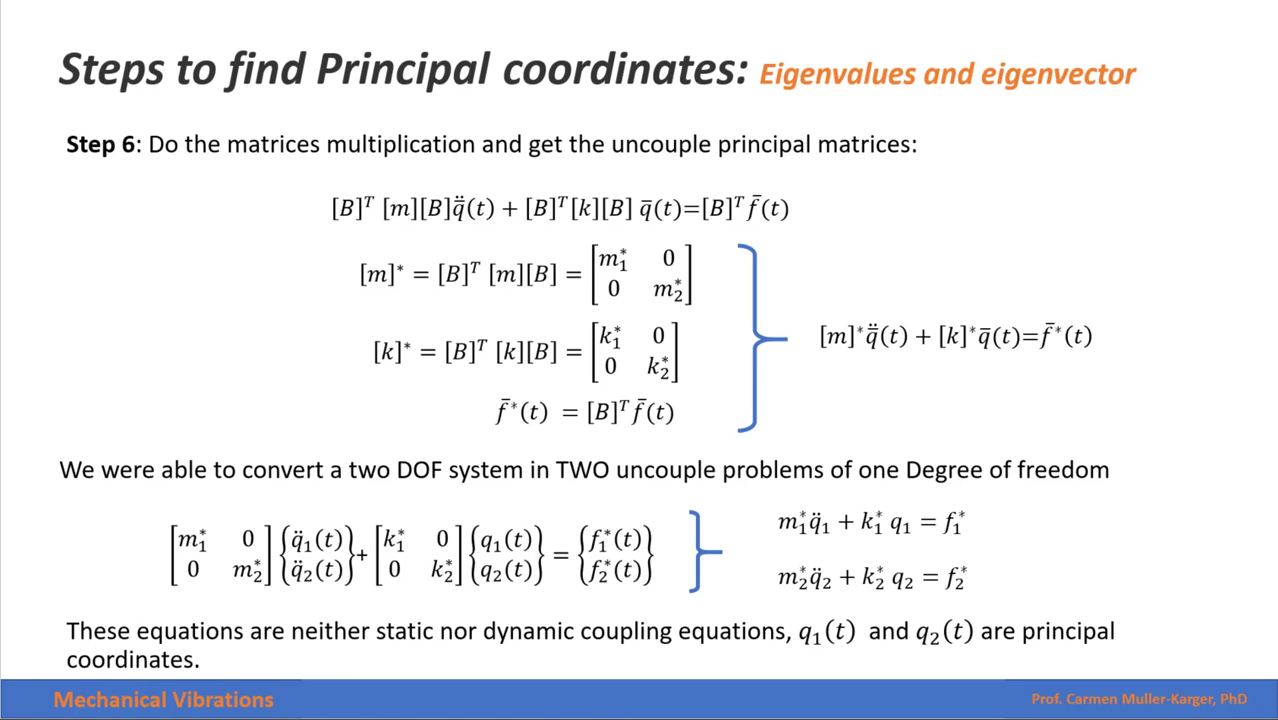 Steps to find Principal coordinates: Eigenvalues and eigenvector
Step 6: Do the matrices multiplication and get the uncouple principal matrices:
[B]ᵀ [m][B]q̈̄(t) + [B]ᵀ[k][B] q̄(t)=[B]ᵀf̄(t)
[m]* = [B]ᵀ [m][B] = [m₁* 0; 0 m₂*]
[k]* = [B]ᵀ [k][B] = [k₁* 0; 0 k₂*]
f̄*(t) = [B]ᵀf̄(t)
[m]*q̈̄(t) + [k]*q̄(t)=f̄*(t)
We were able to convert a two DOF system in TWO uncouple problems of one Degree of freedom
[m₁* 0; 0 m₂*]{q̈₁(t); q̈₂(t)}+[k₁* 0; 0 k₂*]{q₁(t); q₂(t)} = {f₁*(t); f₂*(t)}
m₁*q̈₁ + k₁* q₁ = f₁*
m₂*q̈₂ + k₂* q₂ = f₂*
These equations are neither static nor dynamic coupling equations, q₁(t) and q₂(t) are principal
coordinates.
Mechanical Vibrations
Prof. Carmen Muller-Karger, PhD